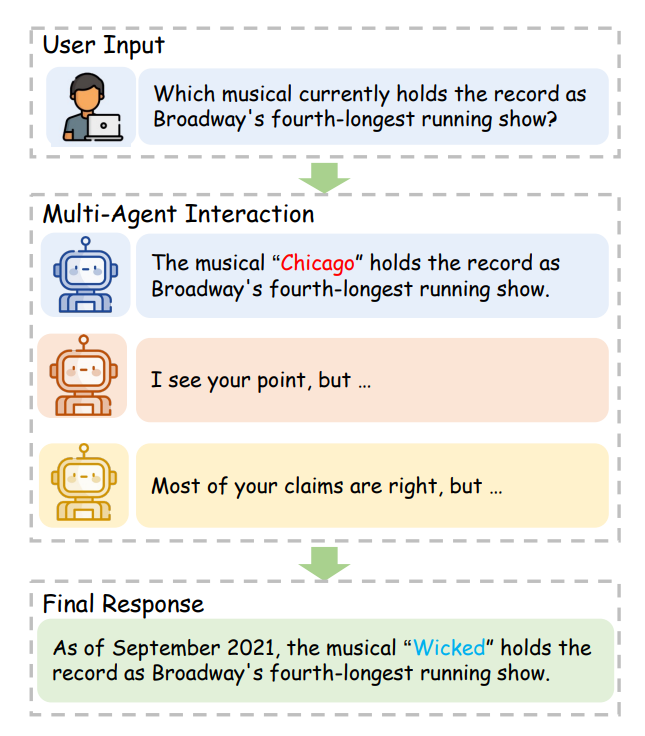 User Input
Which musical currently holds the record as
Broadway's fourth-longest running show?
Multi-Agent Interaction
The musical “Chicago” holds the record as
Broadway's fourth-longest running show.
I see your point, but ...
Most of your claims are right, but ...
Final Response
As of September 2021, the musical “Wicked” holds the
record as Broadway's fourth-longest running show.